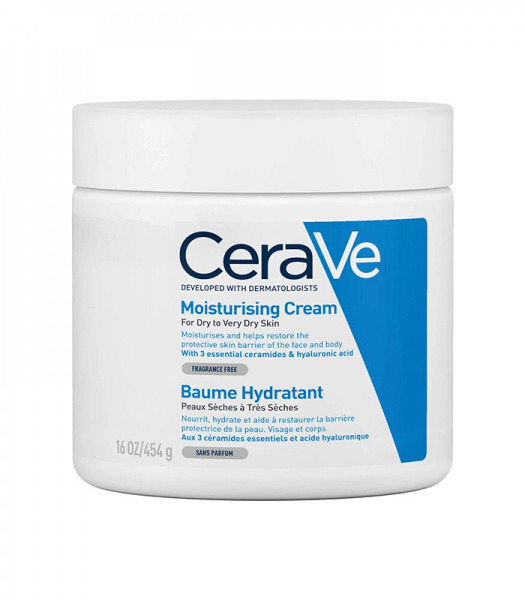 CeraVe
DEVELOPED WITH DERMATOLOGISTS
Moisturising Cream
For Dry to Very Dry Skin
Moisturises and helps restore the
protective skin barrier of the face and body
With 3 essential ceramides & hyaluronic acid
FRAGRANCE FREE
Baume Hydratant
Peaux Sèches à Très Sèches
Nourrit, hydrate et aide à restaurer la barrière
protectrice de la peau. Visage et corps
Aux 3 céramides essentiels et acide hyaluronique
16 OZ/454 g
SANS PARFUM